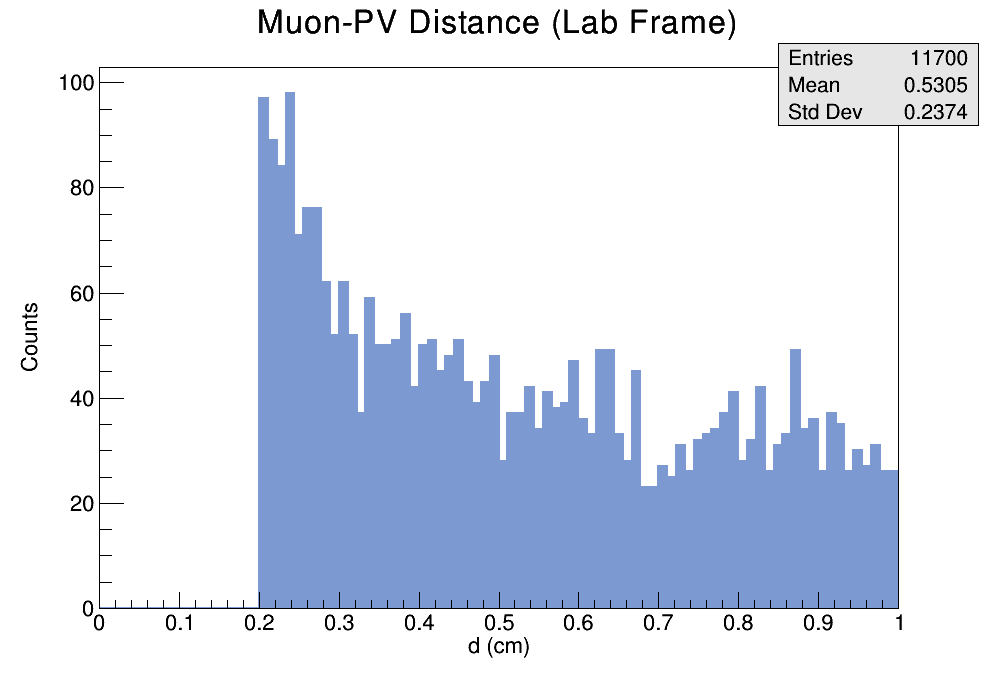 Muon-PV Distance (Lab Frame)
Entries 11700
Mean 0.5305
Std Dev 0.2374
100
80
60
40
20
0
Counts
0 0.1 0.2 0.3 0.4 0.5 0.6 0.7 0.8 0.9 1
d (cm)